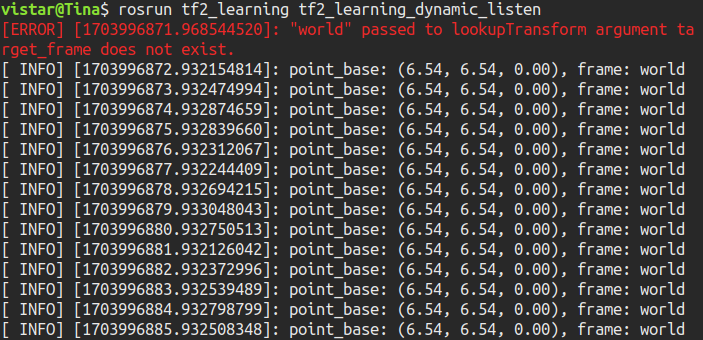 vistar@Tina$ rosrun tf2_learning tf2_learning_dynamic_listen
[ERROR] [1703996871.968544520]: "world" passed to lookupTransform argument ta
rget_frame does not exist.
[ INFO] [1703996872.932154814]: point_base: (6.54, 6.54, 0.00), frame: world
[ INFO] [1703996873.932474994]: point_base: (6.54, 6.54, 0.00), frame: world
[ INFO] [1703996874.932874659]: point_base: (6.54, 6.54, 0.00), frame: world
[ INFO] [1703996875.932839660]: point_base: (6.54, 6.54, 0.00), frame: world
[ INFO] [1703996876.932312067]: point_base: (6.54, 6.54, 0.00), frame: world
[ INFO] [1703996877.932244409]: point_base: (6.54, 6.54, 0.00), frame: world
[ INFO] [1703996878.932694215]: point_base: (6.54, 6.54, 0.00), frame: world
[ INFO] [1703996879.933048043]: point_base: (6.54, 6.54, 0.00), frame: world
[ INFO] [1703996880.932750513]: point_base: (6.54, 6.54, 0.00), frame: world
[ INFO] [1703996881.932126042]: point_base: (6.54, 6.54, 0.00), frame: world
[ INFO] [1703996882.932372996]: point_base: (6.54, 6.54, 0.00), frame: world
[ INFO] [1703996883.932539489]: point_base: (6.54, 6.54, 0.00), frame: world
[ INFO] [1703996884.932798799]: point_base: (6.54, 6.54, 0.00), frame: world
[ INFO] [1703996885.932508348]: point_base: (6.54, 6.54, 0.00), frame: world